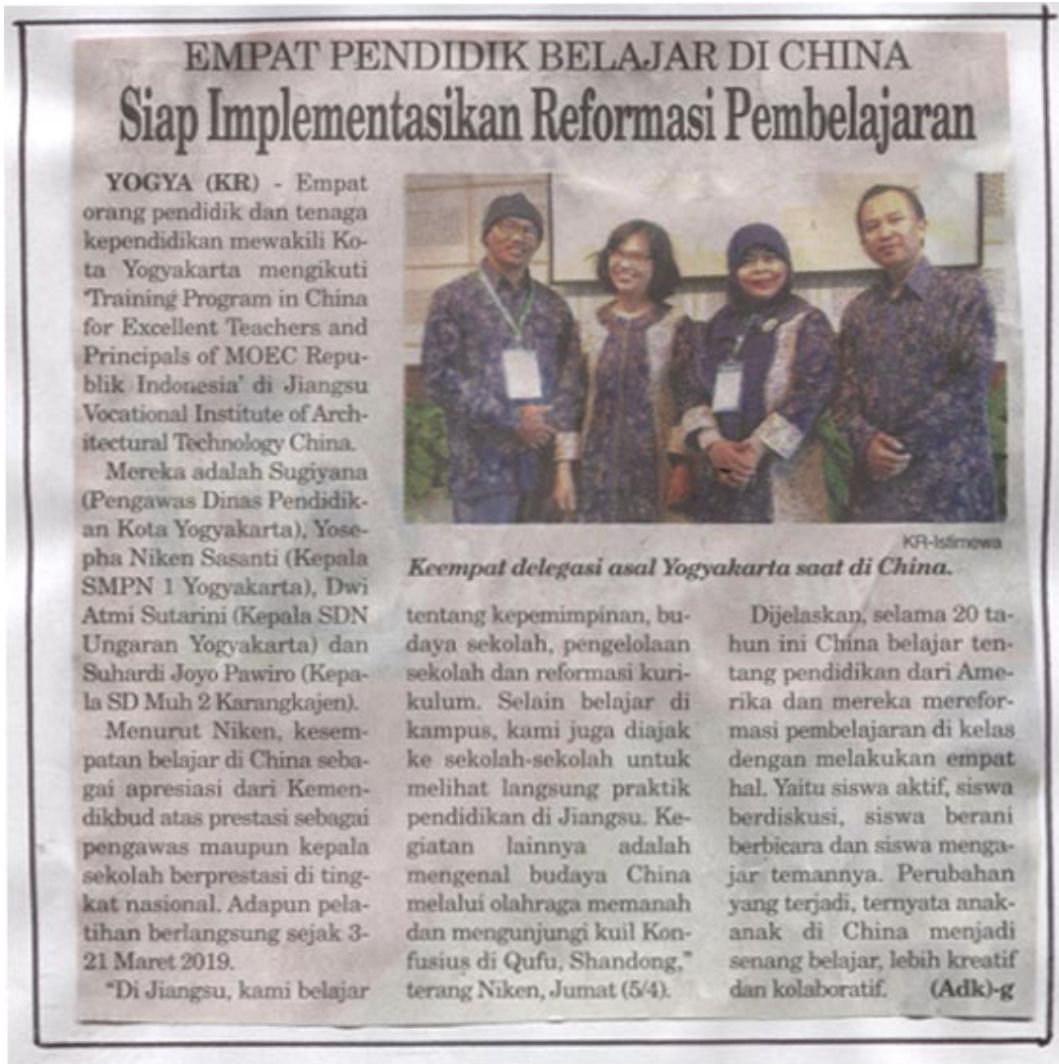 EMPAT PENDIDIK BELAJAR DI CHINA
Siap Implementasikan Reformasi Pembelajaran
YOGYA (KR) - Empat
orang pendidik dan tenaga
kependidikan mewakili Ko-
ta Yogyakarta mengikuti
'Training Program in China
for Excellent Teachers and
Principals of MOEC Repu-
blik Indonesia' di Jiangsu
Vocational Institute of Arch-
itectural Technology China.
Mereka adalah Sugiyana
(Pengawas Dinas Pendidik-
an Kota Yogyakarta), Yose-
pha Niken Sasanti (Kepala
SMPN 1 Yogyakarta), Dwi
Atmi Sutarini (Kepala SDN
Ungaran Yogyakarta) dan
Suhardi Joyo Pawiro (Kepa-
la SD Muh 2 Karangkajen).
Menurut Niken, kesem-
patan belajar di China seba-
gai apresiasi dari Kemen-
dikbud atas prestasi sebagai
pengawas maupun kepala
sekolah berprestasi di ting-
kat nasional. Adapun pela-
tihan berlangsung sejak 3-
21 Maret 2019.
"Di Jiangsu, kami belajar
KR-Istimewa
Keempat delegasi asal Yogyakarta saat di China.
tentang kepemimpinan, bu-
daya sekolah, pengelolaan
sekolah dan reformasi kuri-
kulum. Selain belajar di
kampus, kami juga diajak
ke sekolah-sekolah untuk
melihat langsung praktik
pendidikan di Jiangsu. Ke-
giatan lainnya adalah
mengenal budaya China
melalui olahraga memanah
dan mengunjungi kuil Kon-
fusius di Qufu, Shandong,"
terang Niken, Jumat (5/4).
Dijelaskan, selama 20 ta-
hun ini China belajar ten-
tang pendidikan dari Ame-
rika dan mereka merefor-
masi pembelajaran di kelas
dengan melakukan empat
hal. Yaitu siswa aktif, siswa
berdiskusi, siswa berani
berbicara dan siswa menga-
jar temannya. Perubahan
yang terjadi, ternyata anak-
anak di China menjadi
senang belajar, lebih kreatif
dan kolaboratif. (Adk)-g